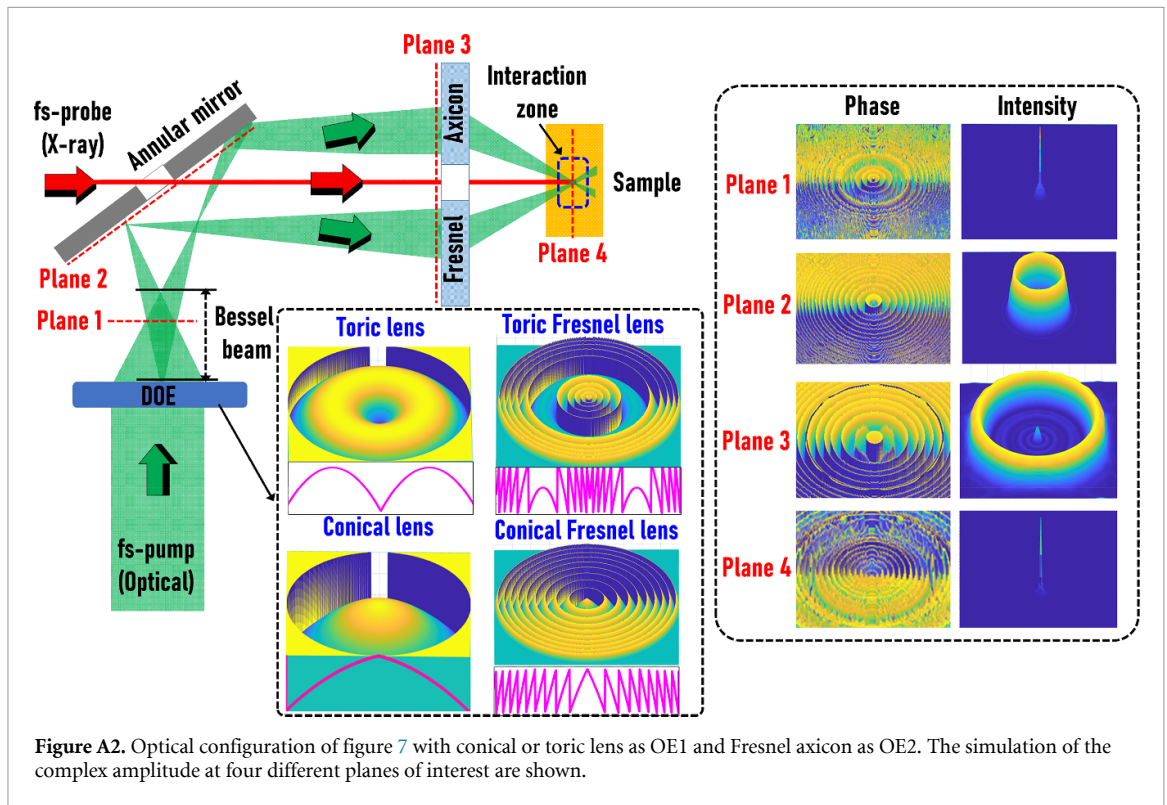 Plane 3
Interaction
zone
fs-probe
(X-ray)
Annular mirror
Axicon
Fresnel
Sample
Plane 4
Plane 2
Plane 1
Bessel
beam
DOE
fs-pump
(Optical)
Toric lens
Toric Fresnel lens
Conical lens
Conical Fresnel lens
Phase
Intensity
Plane 1
Plane 2
Plane 3
Plane 4
Figure A2. Optical configuration of figure 7 with conical or toric lens as OE1 and Fresnel axicon as OE2. The simulation of the
complex amplitude at four different planes of interest are shown.